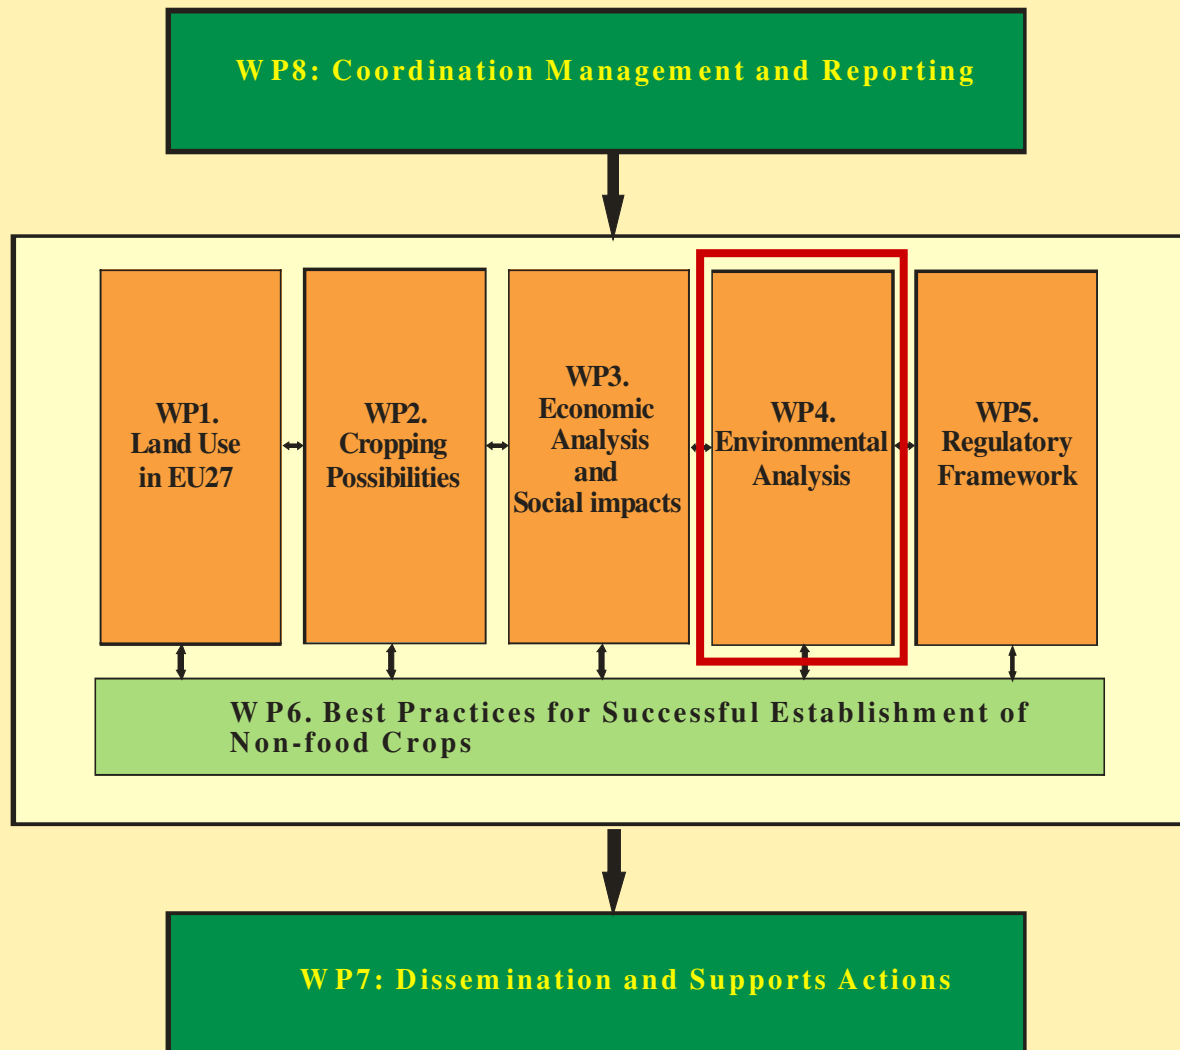 WP8: Coordination Management and Reporting
WP1.
Land Use
in EU27
WP2.
Cropping
Possibilities
WP3.
Economic
Analysis
and
Social impacts
WP4.
Environmental
Analysis
WP5.
Regulatory
Framework
WP6. Best Practices for Successful Establishment of
Non-food Crops
WP7: Dissemination and Supports Actions